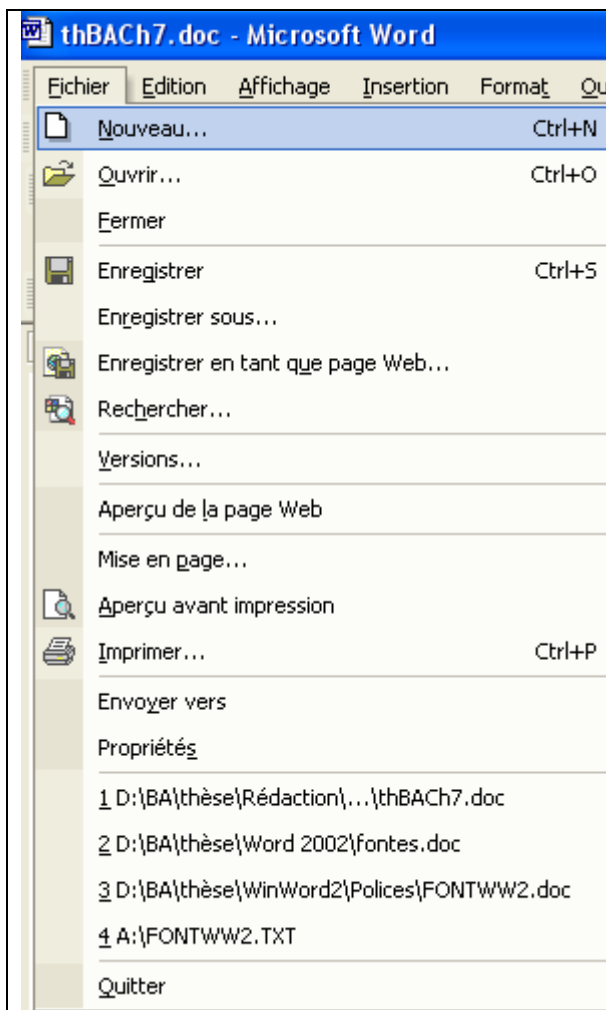 thBACh7.doc - Microsoft Word
Fichier Edition Affichage Insertion Format Qu
Nouveau... Ctrl+N
Ouvrir... Ctrl+O
Fermer
Enregistrer Ctrl+S
Enregistrer sous...
Enregistrer en tant que page Web...
Rechercher...
Versions...
Aperçu de la page Web
Mise en page...
Aperçu avant impression
Imprimer... Ctrl+P
Envoyer vers
Propriétés
1 D:\BA\thèse\Rédaction\...\thBACh7.doc
2 D:\BA\thèse\Word 2002\fontes.doc
3 D:\BA\thèse\WinWord2\Polices\FONTWW2.doc
4 A:\FONTWW2.TXT
Quitter